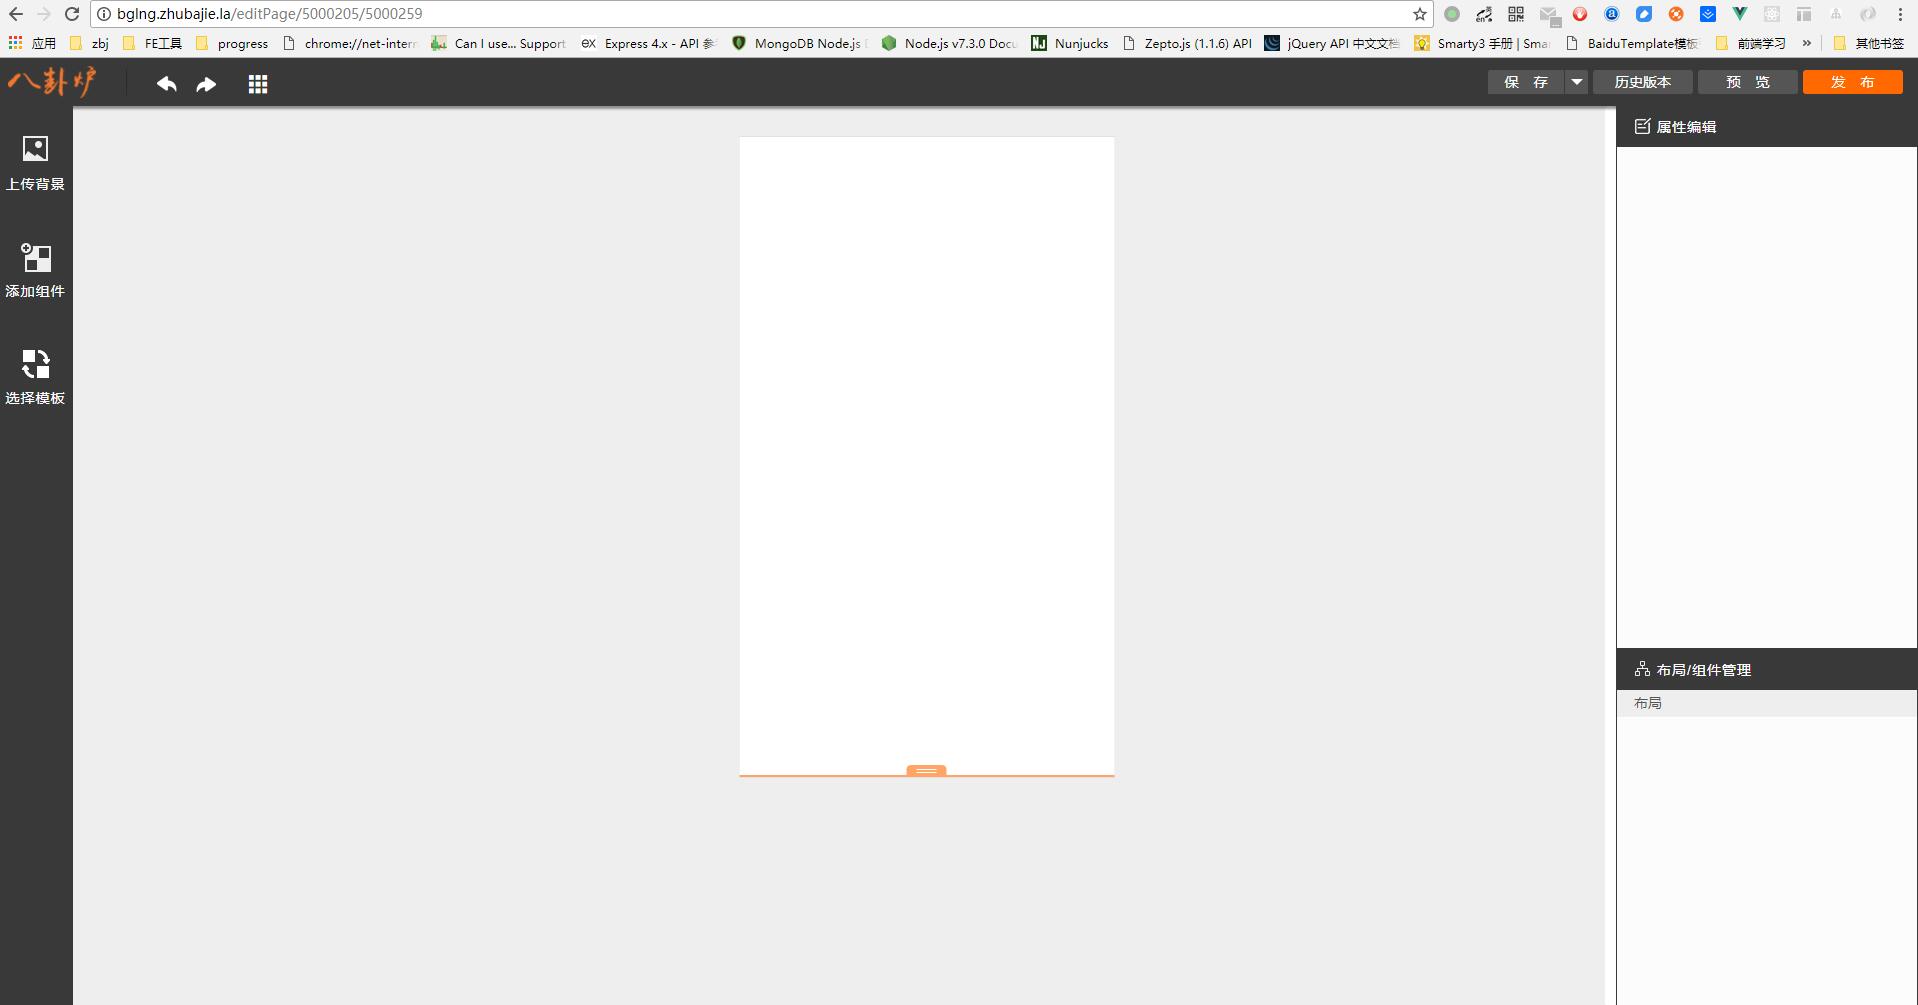 bglng.zhubajie.la/editPage/5000205/5000259
应用 zbj FE工具 progress chrome://net-inter Can I use... Support Express 4.x - API 参 MongoDB Node.js Node.js v7.3.0 Docu Nunjucks Zepto.js (1.1.6) API jQuery API 中文文档 Smarty3 手册 | Sma BaiduTemplate模板 前端学习 » 其他书签
八卦炉 保 存 历史版本 预 览 发 布
上传背景
添加组件
选择模板
属性编辑
布局/组件管理
布局